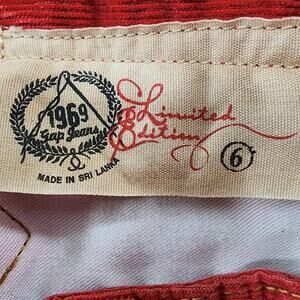 1969
Gap Jeans
MADE IN SRI LANKA
Limited
Edition
6